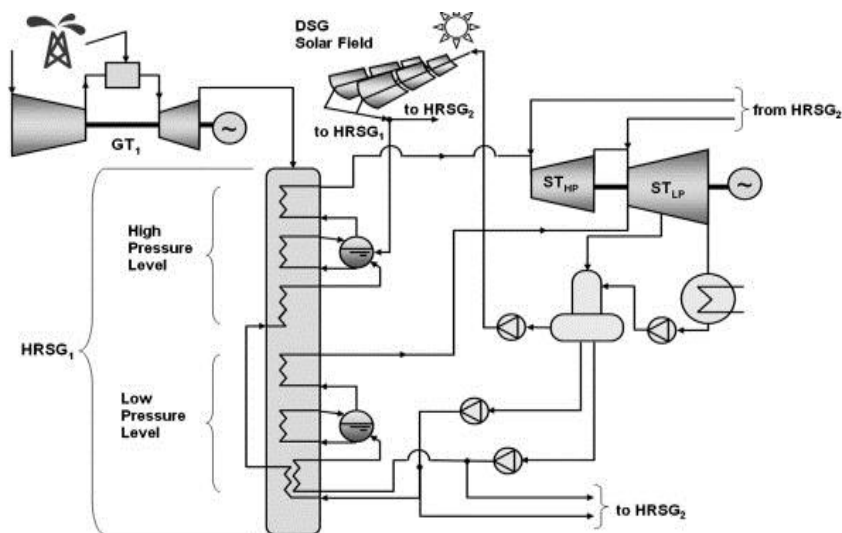 DSG
Solar Field
to HRSG2
to HRSG1
from HRSG2
GT1
~
STHP
STLP
~
High
Pressure
Level
HRSG1
Low
Pressure
Level
to HRSG2